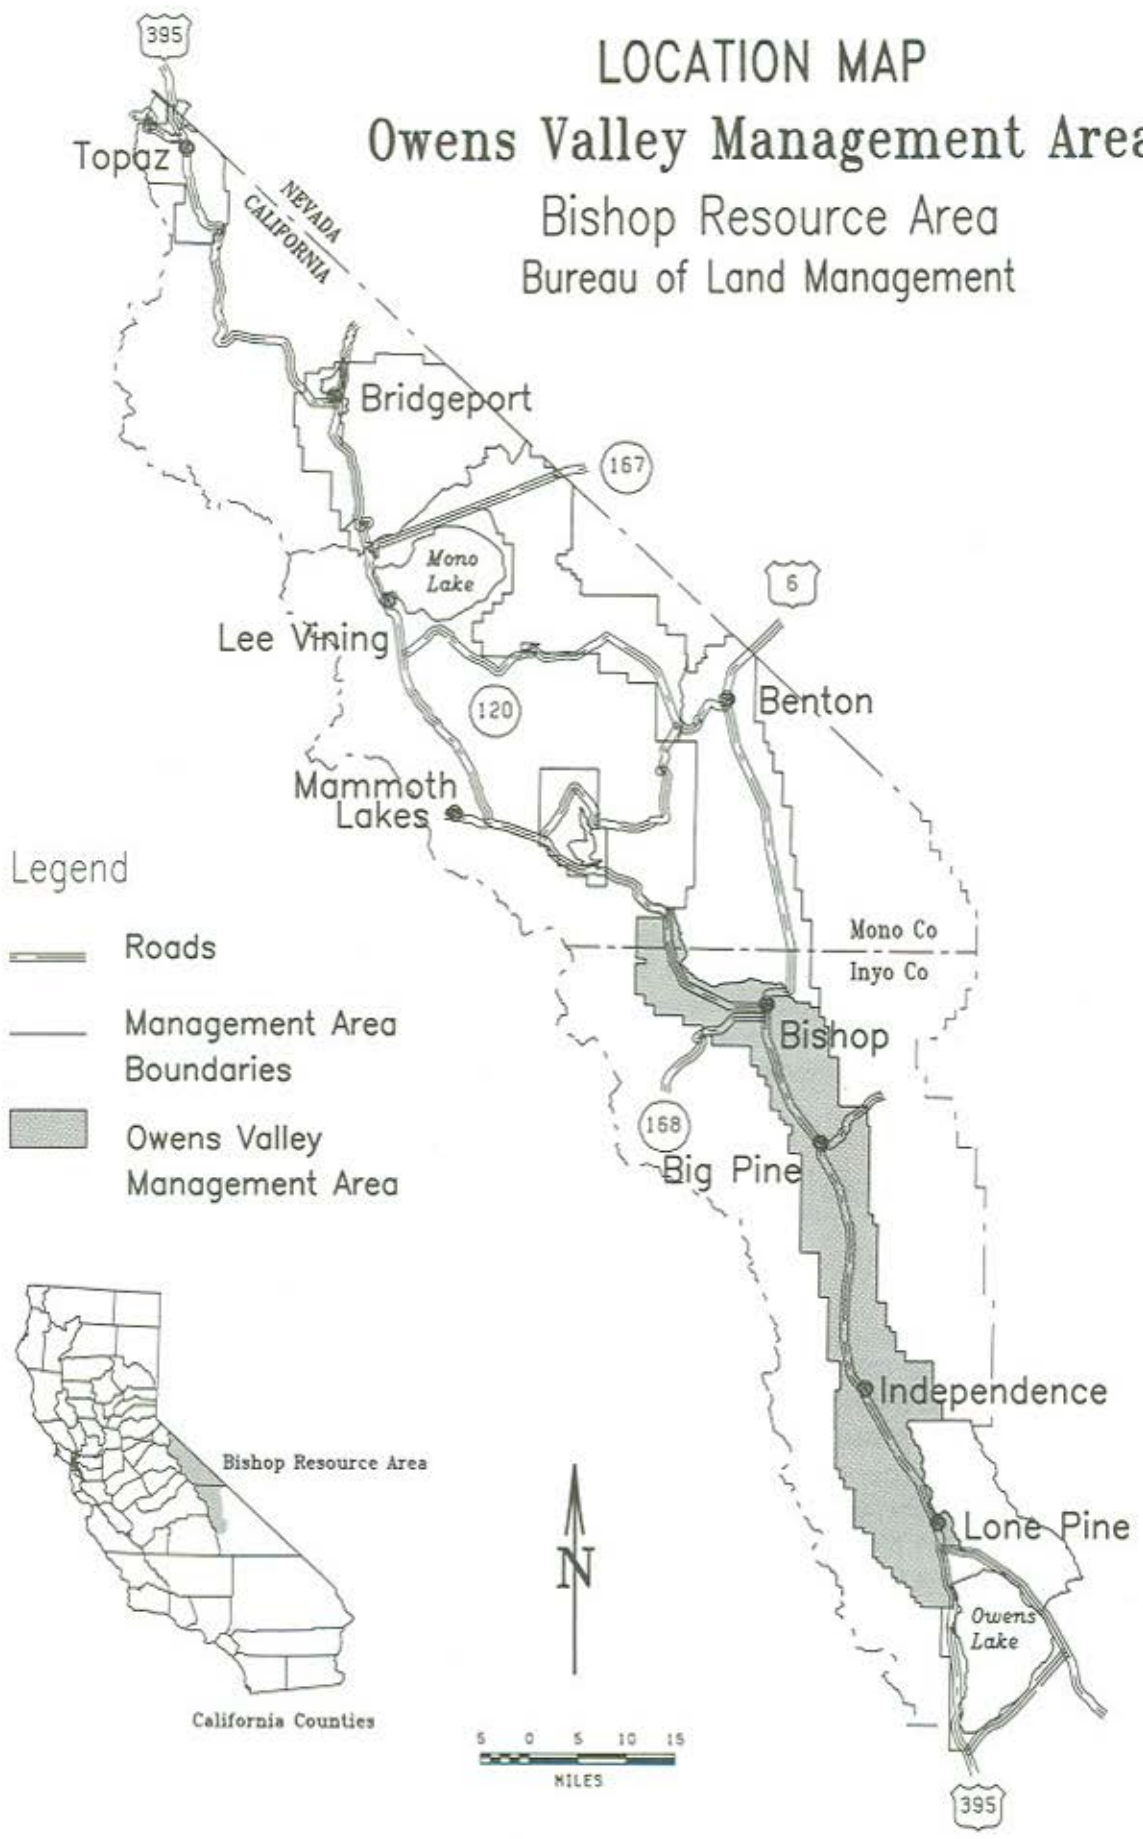 395
LOCATION MAP
Owens Valley Management Area
Bishop Resource Area
Bureau of Land Management
Topaz
NEVADA
CALIFORNIA
Bridgeport
167
Mono
Lake
6
Lee Vining
120
Benton
Mammoth
Lakes
Legend
Roads
Management Area
Boundaries
Owens Valley
Management Area
Mono Co
Inyo Co
Bishop
168
Big Pine
Independence
Bishop Resource Area
Lone Pine
N
Owens
Lake
California Counties
5 0 5 10 15
MILES
395